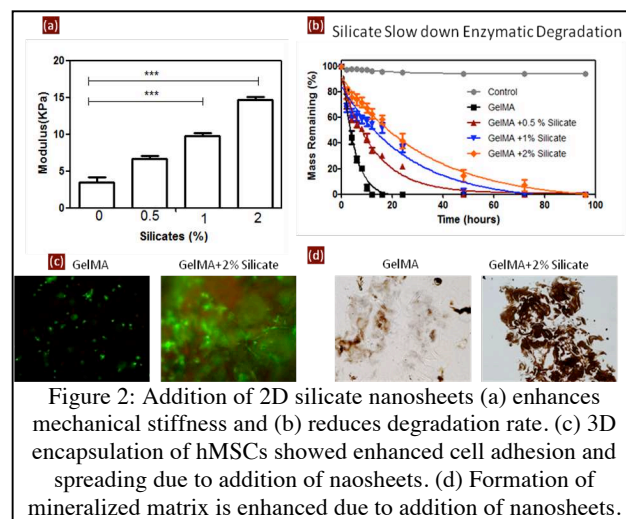 (a)
(b) Silicate Slow down Enzymatic Degradation
20
15
10
5
0
Modulus(KPa)
***
***
0 0.5 1 2
Silicates (%)
100
80
60
40
20
0
Mass Remaining (%)
Control
GelMA
GelMA +0.5 % Silicate
GelMA +1% Silicate
GelMA +2% Silicate
0 20 40 60 80 100
Time (hours)
(c) GelMA GelMA+2% Silicate
(d) GelMA GelMA+2% Silicate
Figure 2: Addition of 2D silicate nanosheets (a) enhances
mechanical stiffness and (b) reduces degradation rate. (c) 3D
encapsulation of hMSCs showed enhanced cell adhesion and
spreading due to addition of naosheets. (d) Formation of
mineralized matrix is enhanced due to addition of nanosheets.